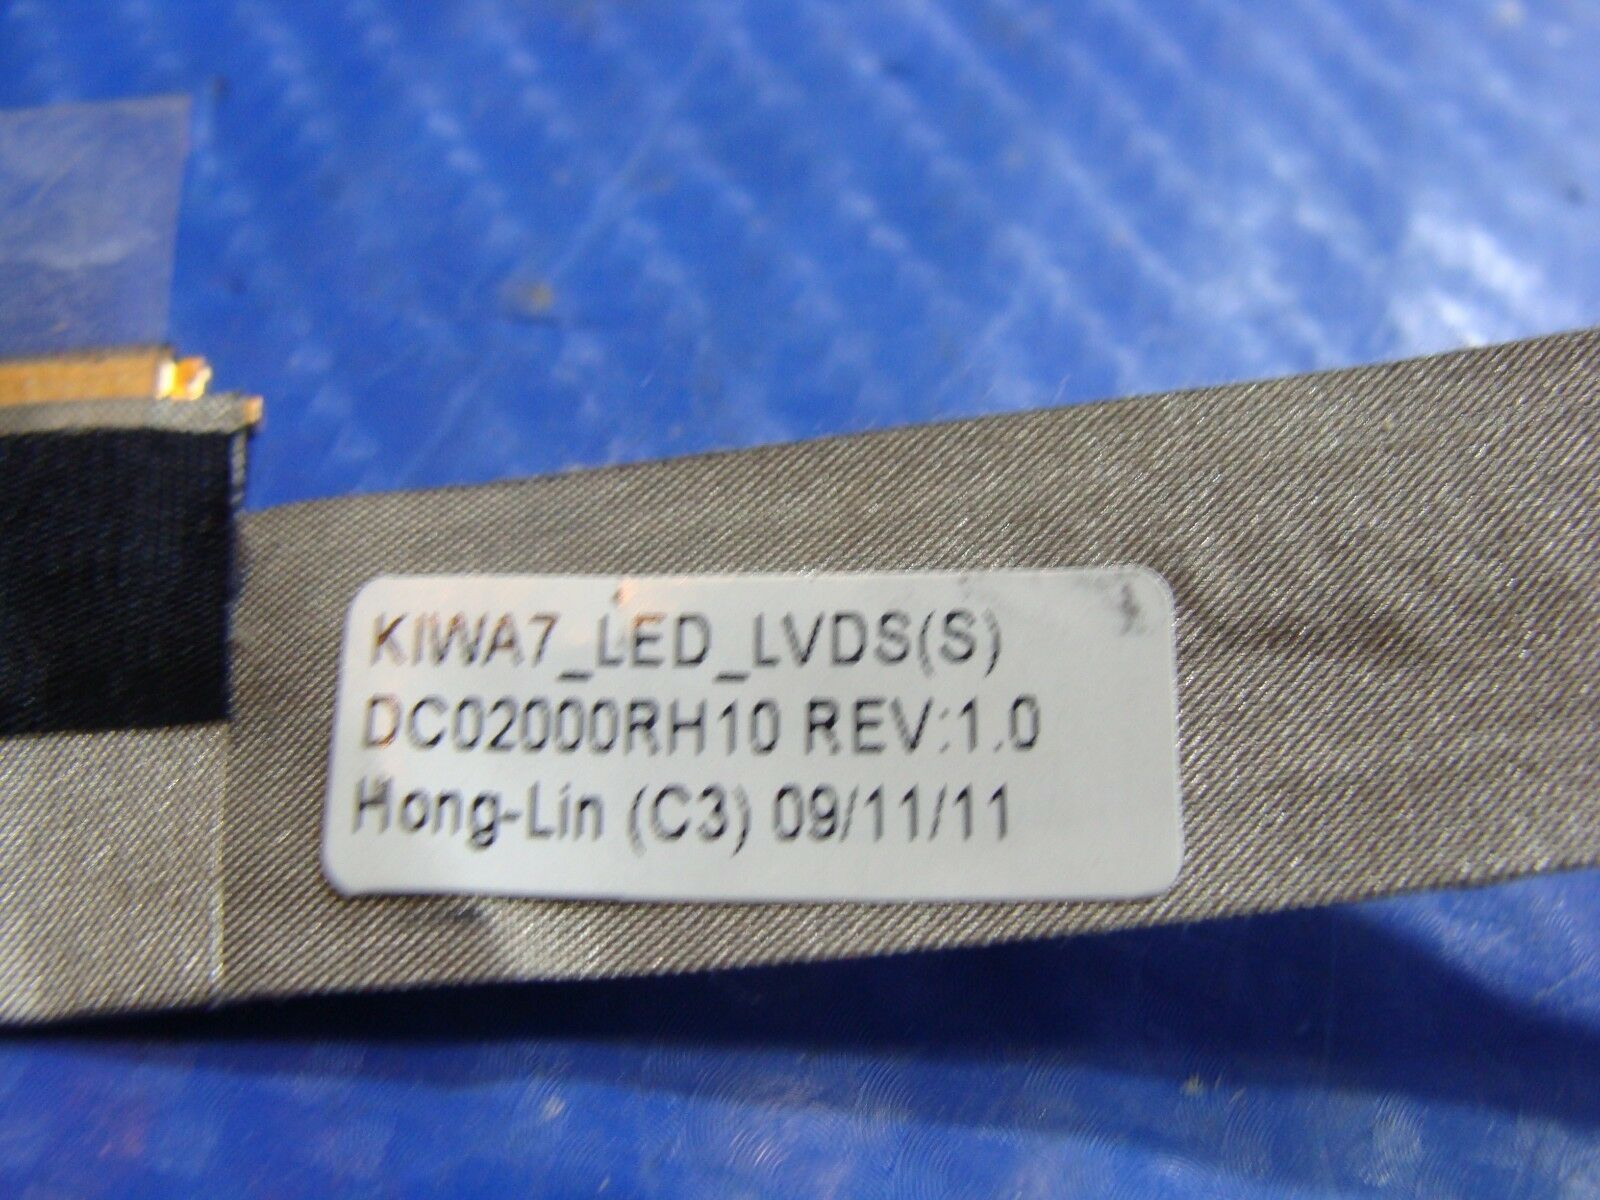 KIWA7_LED_LVDS(S)
DC02000RH10 REV:1.0
Hong-Lin (C3) 09/11/11